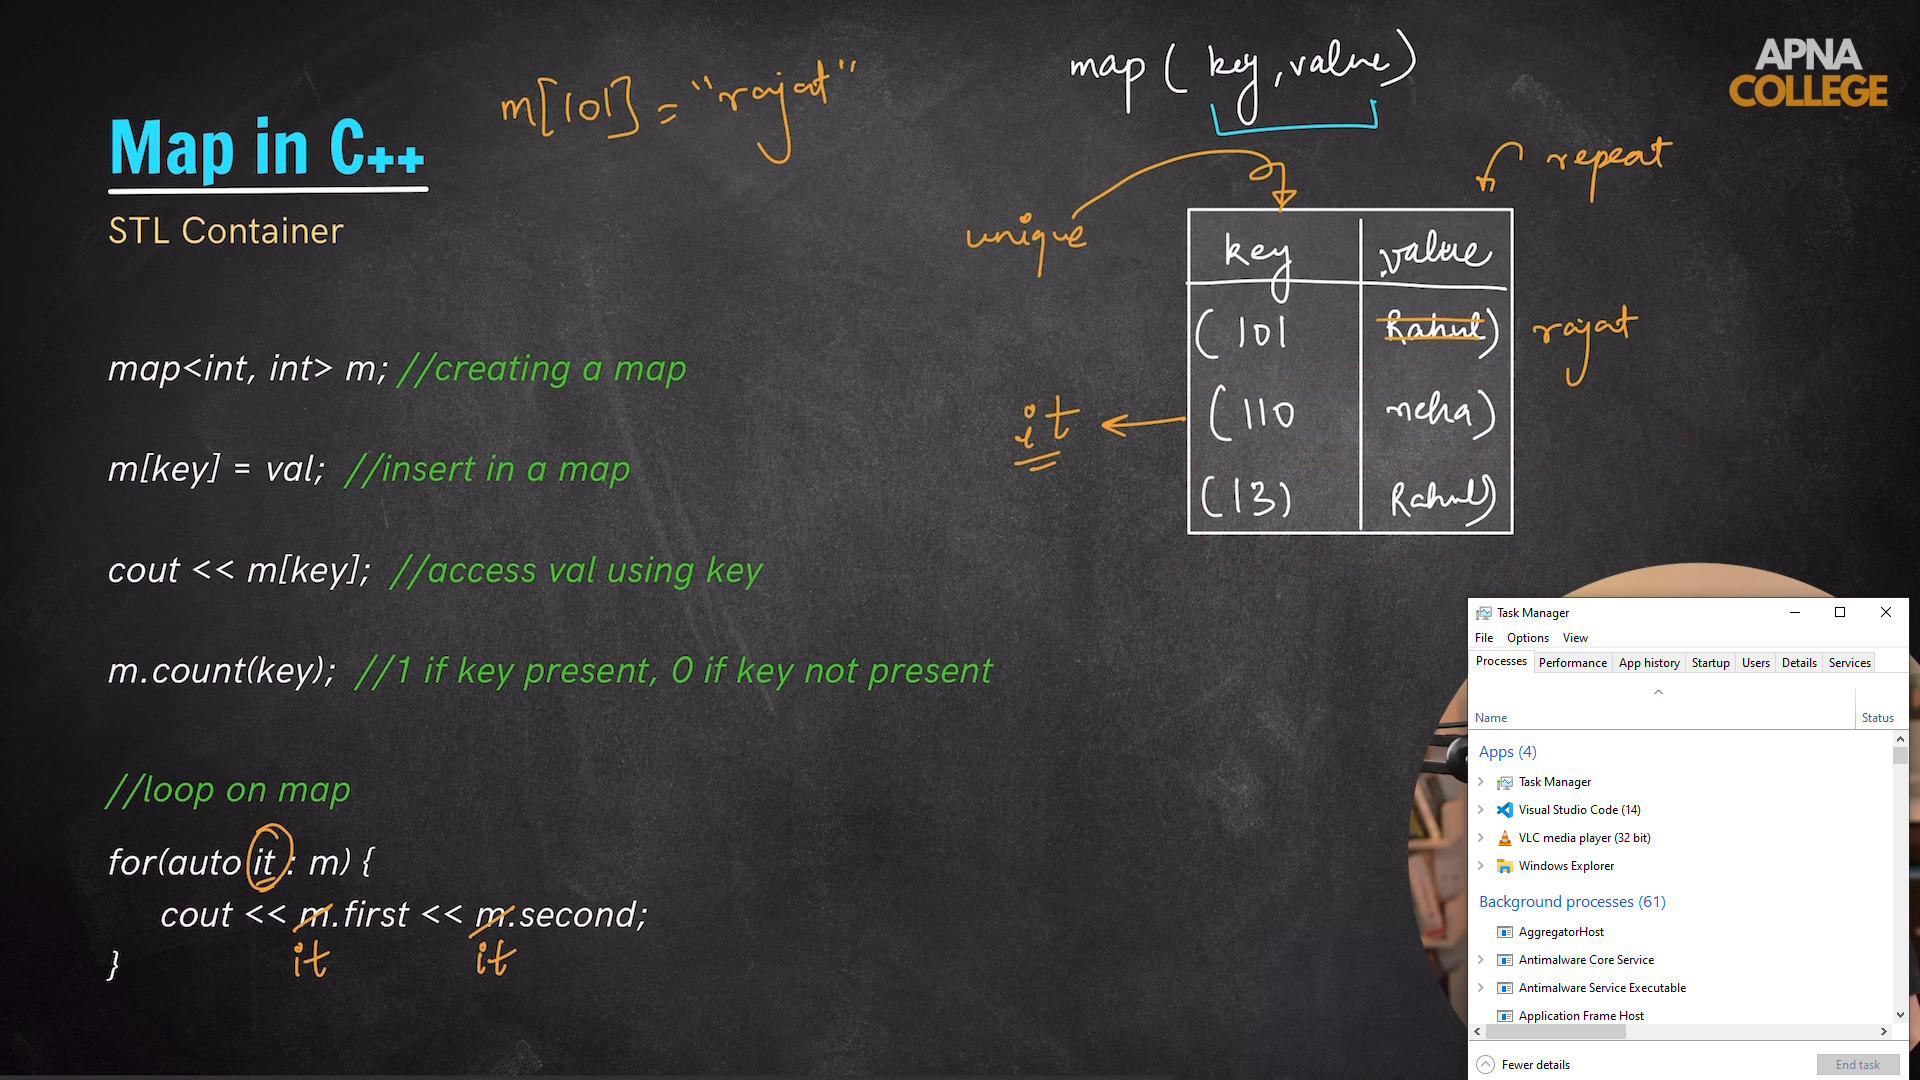 m[101] = "rajat"
map ( key, value)
APNA
COLLEGE
Map in C++
STL Container
unique
repeat
key value
(101 Rahul) rajat
it
(110 neha)
(13) Rahul)
map<int, int> m; //creating a map
m[key] = val; //insert in a map
cout << m[key]; //access val using key
m.count(key); //1 if key present, 0 if key not present
//loop on map
for(auto it : m) {
cout << m.first << m.second;
it it
}
Task Manager
File Options View
Processes Performance App history Startup Users Details Services
Name Status
Apps (4)
Task Manager
Visual Studio Code (14)
VLC media player (32 bit)
Windows Explorer
Background processes (61)
AggregatorHost
Antimalware Core Service
Antimalware Service Executable
Application Frame Host
Fewer details End task